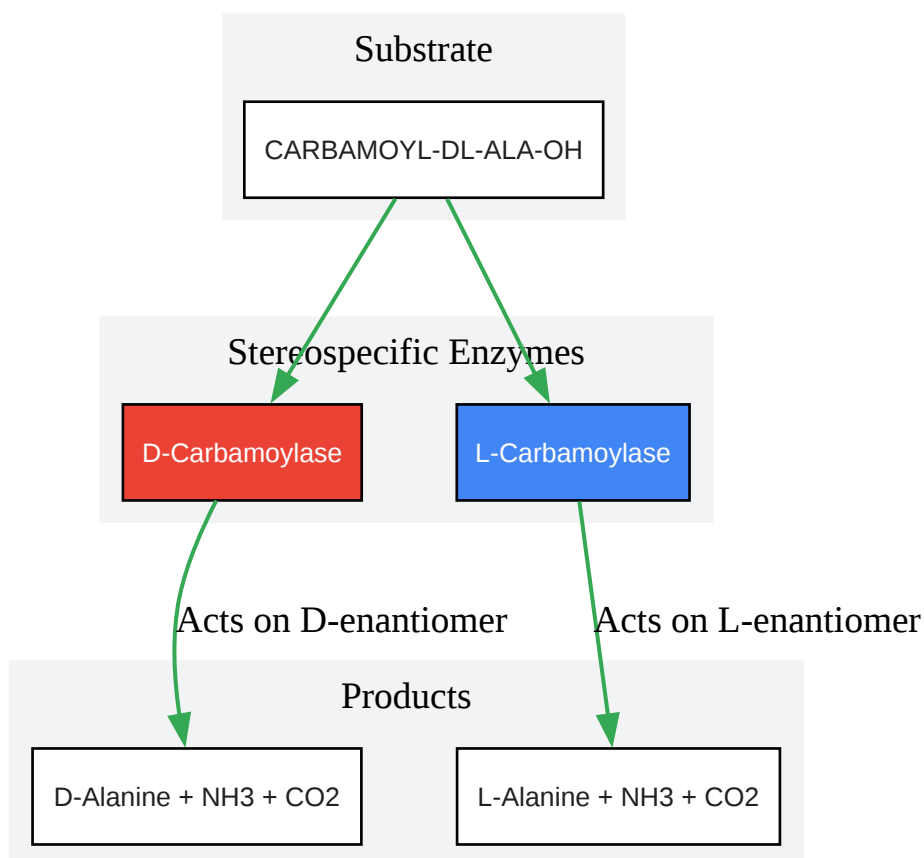 Substrate
CARBAMOYL-DL-ALA-OH
Stereospecific Enzymes
D-Carbamoylase
L-Carbamoylase
Acts on D-enantiomer
Acts on L-enantiomer
Products
D-Alanine + NH3 + CO2
L-Alanine + NH3 + CO2